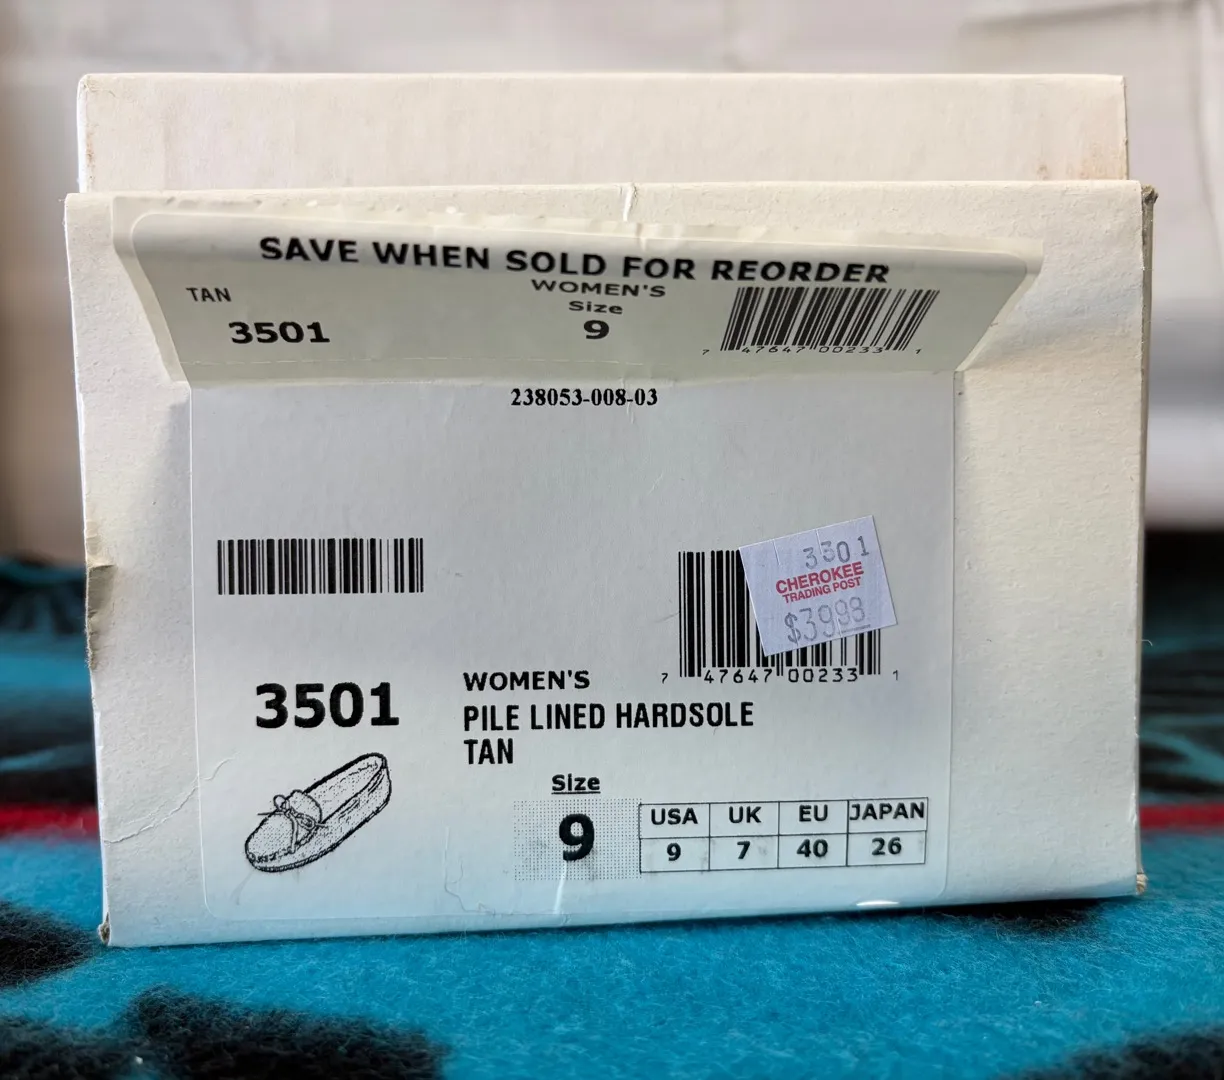 SAVE WHEN SOLD FOR REORDER
TAN
WOMEN'S
Size
3501
9
7 47647 00233 1
238053-008-03
3301
CHEROKEE
TRADING POST
$39.98
7 47647 00233 1
3501
WOMEN'S
PILE LINED HARDSOLE
TAN
Size
9
USA UK EU JAPAN
9 7 40 26